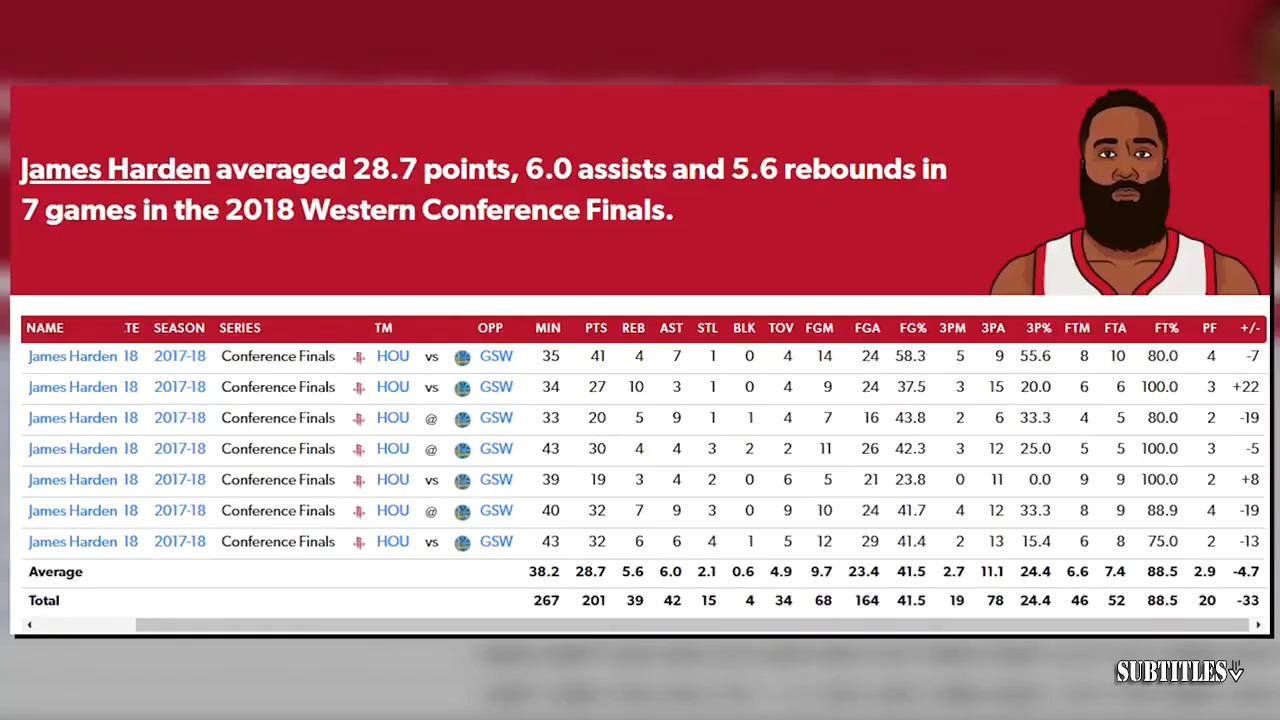 James Harden averaged 28.7 points, 6.0 assists and 5.6 rebounds in
7 games in the 2018 Western Conference Finals.
NAME .TE SEASON SERIES TM OPP MIN PTS REB AST STL BLK TOV FGM FGA FG% 3PM 3PA 3P% FTM FTA FT% PF +/-
James Harden 18 2017-18 Conference Finals HOU vs GSW 35 41 4 7 1 0 4 14 24 58.3 5 9 55.6 8 10 80.0 4 -7
James Harden 18 2017-18 Conference Finals HOU vs GSW 34 27 10 3 1 0 4 9 24 37.5 3 15 20.0 6 6 100.0 3 +22
James Harden 18 2017-18 Conference Finals HOU @ GSW 33 20 5 9 1 1 4 7 16 43.8 2 6 33.3 4 5 80.0 2 -19
James Harden 18 2017-18 Conference Finals HOU @ GSW 43 30 4 4 3 2 2 11 26 42.3 3 12 25.0 5 5 100.0 3 -5
James Harden 18 2017-18 Conference Finals HOU vs GSW 39 19 3 4 2 0 6 5 21 23.8 0 11 0.0 9 9 100.0 2 +8
James Harden 18 2017-18 Conference Finals HOU @ GSW 40 32 7 9 3 0 9 10 24 41.7 4 12 33.3 8 9 88.9 4 -19
James Harden 18 2017-18 Conference Finals HOU vs GSW 43 32 6 6 4 1 5 12 29 41.4 2 13 15.4 6 8 75.0 2 -13
Average 38.2 28.7 5.6 6.0 2.1 0.6 4.9 9.7 23.4 41.5 2.7 11.1 24.4 6.6 7.4 88.5 2.9 -4.7
Total 267 201 39 42 15 4 34 68 164 41.5 19 78 24.4 46 52 88.5 20 -33
SUBTITLES